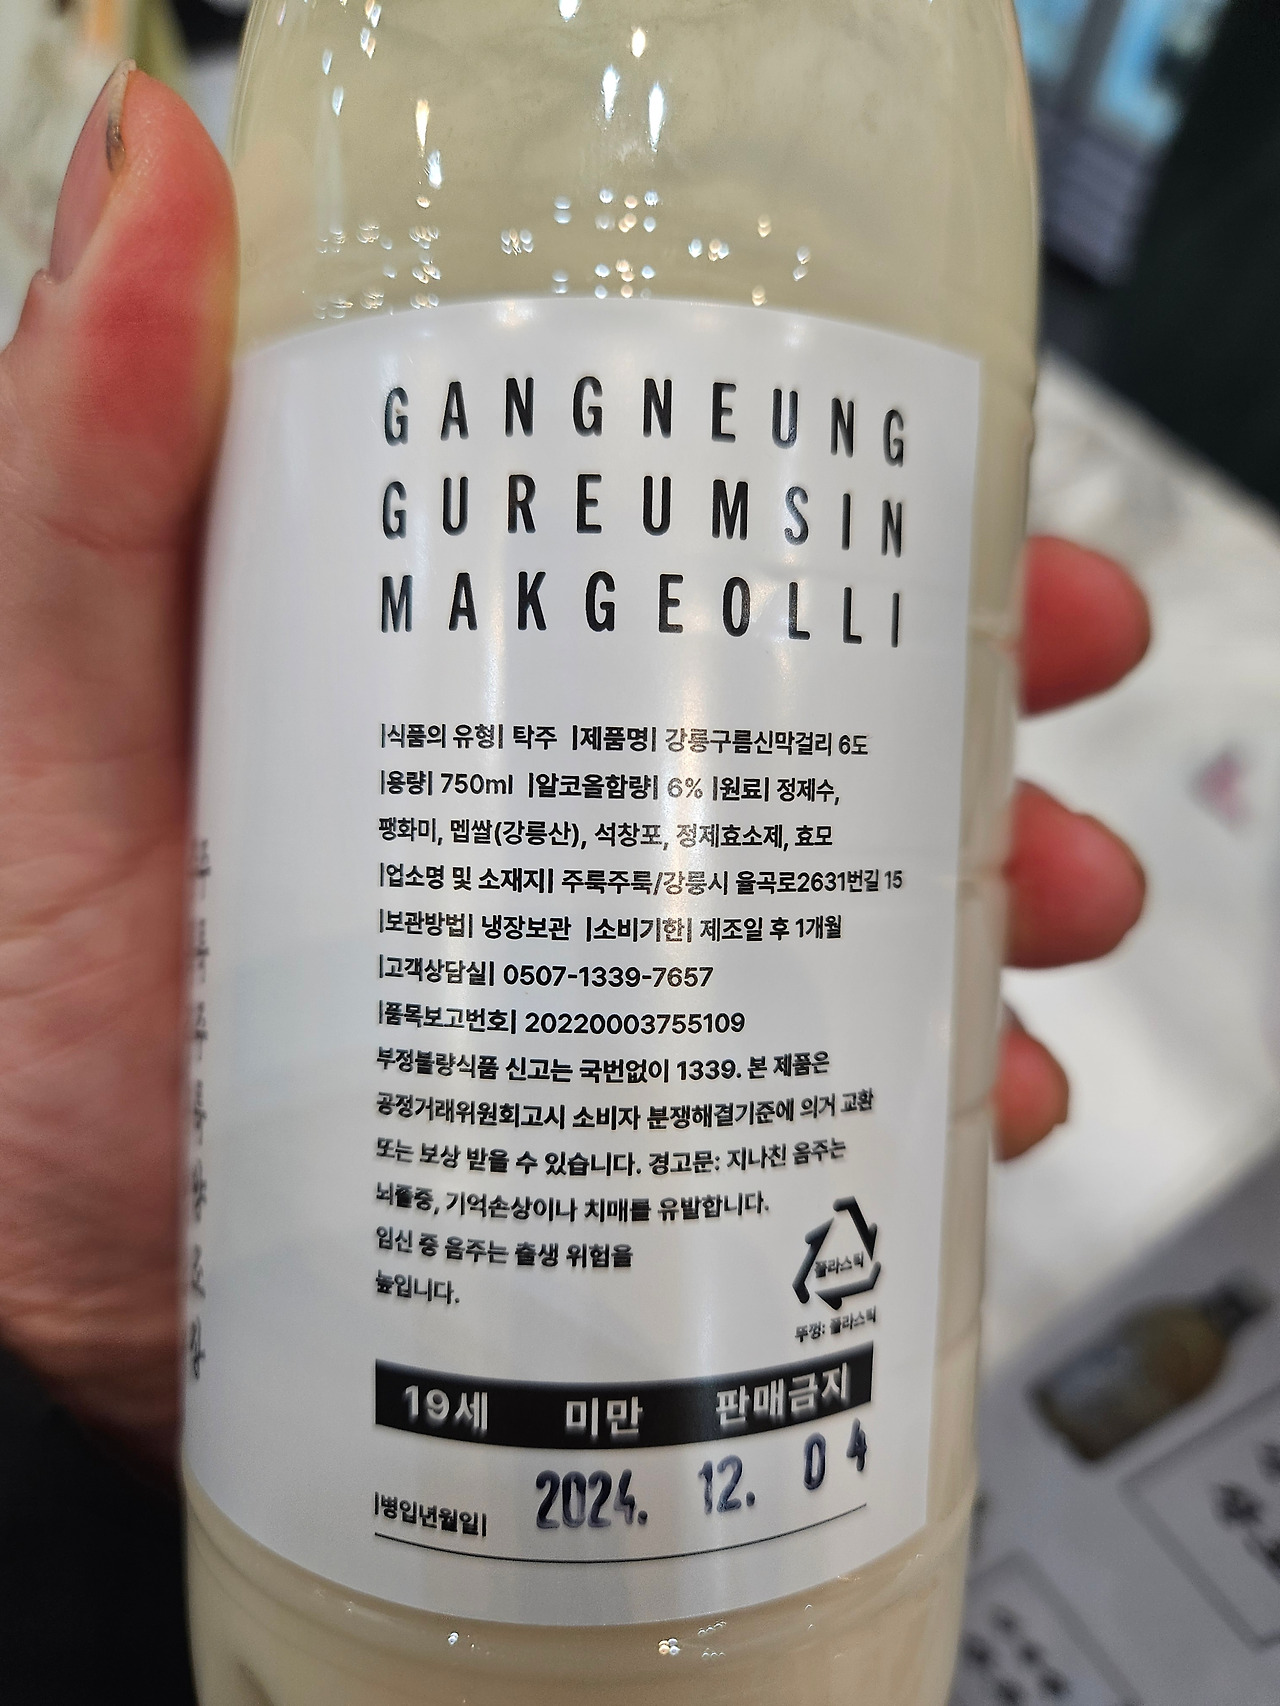 GANGNEUNG
GUREUMSIN
MAKGEOLLI
|식품의 유형| 탁주 |제품명| 강릉구름신막걸리 6도
|용량| 750ml |알코올함량| 6% |원료| 정제수,
팽화미, 멥쌀(강릉산), 석창포, 정제효소제, 효모
|업소명 및 소재지| 주룩주룩/강릉시 율곡로2631번길 15
|보관방법| 냉장보관 |소비기한| 제조일 후 1개월
|고객상담실| 0507-1339-7657
|품목보고번호| 20220003755109
부정불량식품 신고는 국번없이 1339. 본 제품은
공정거래위원회고시 소비자 분쟁해결기준에 의거 교환
또는 보상 받을 수 있습니다. 경고문: 지나친 음주는
뇌졸중, 기억손상이나 치매를 유발합니다.
임신 중 음주는 출생 위험을
높입니다.
플라스틱
뚜껑: 플라스틱
19세 미만 판매금지
|병입년월일| 2024. 12. 04